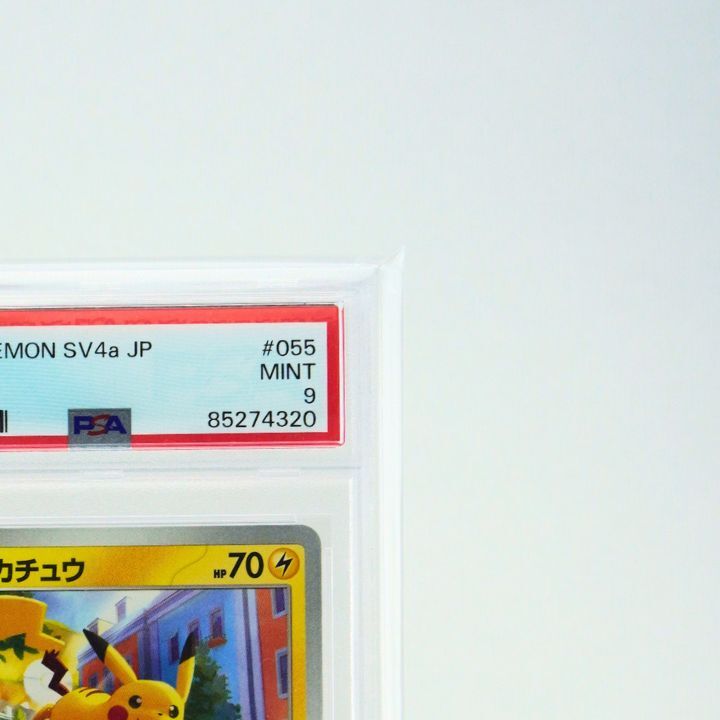 EMON SV4a JP #055
MINT
9
PSA 85274320
カチュウ HP70